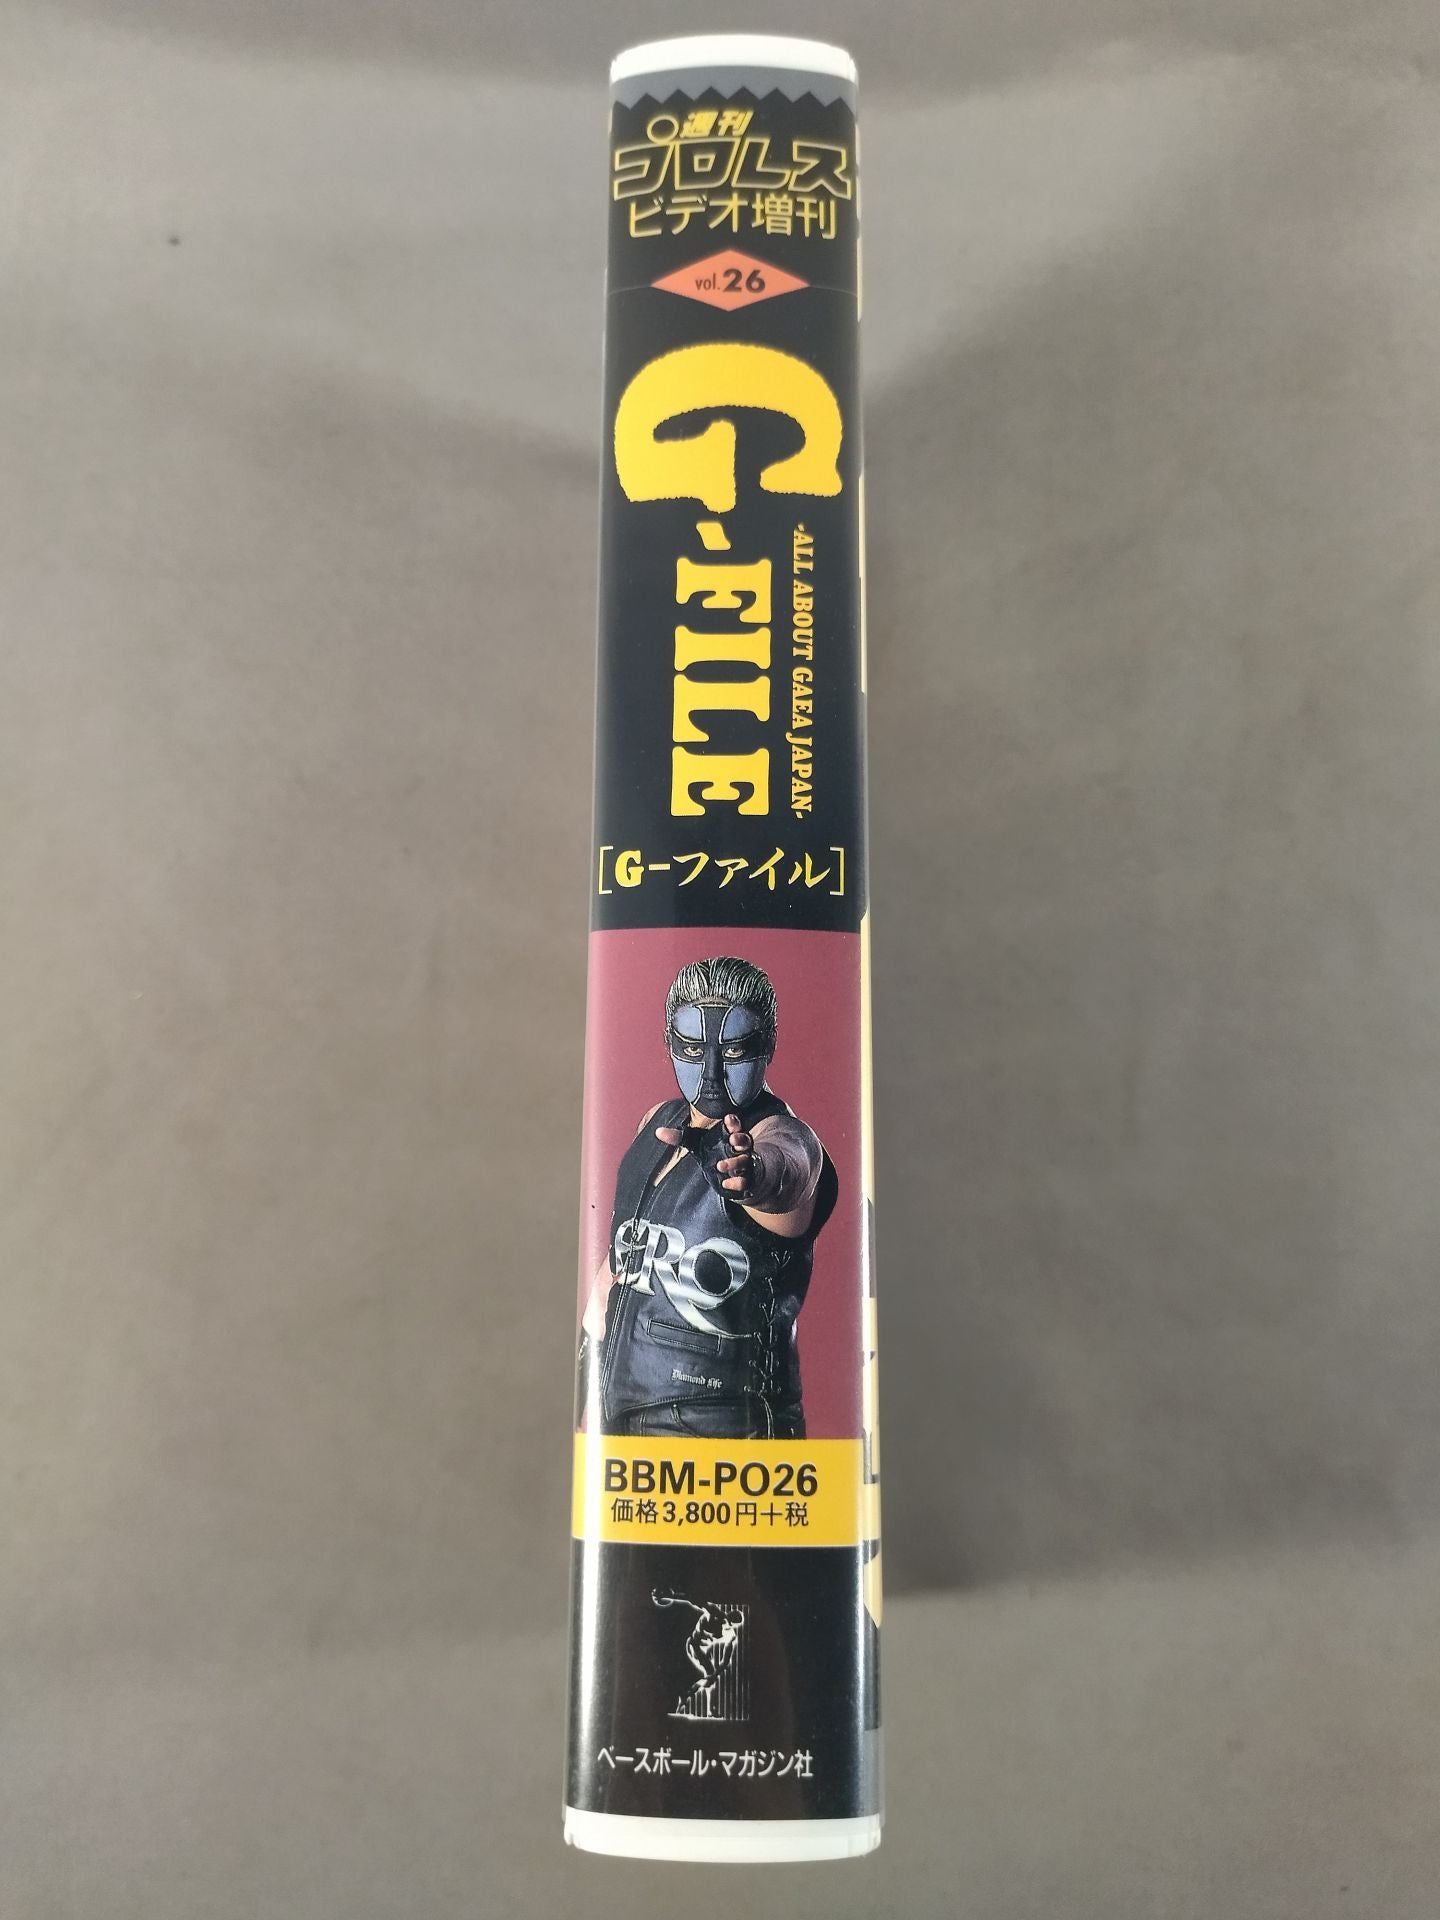 週刊
プロレス
ビデオ増刊
vol.26
G-FILE
-ALL ABOUT GAEA JAPAN-
[G-ファイル]
Diamond Life
BBM-PO26
価格3,800円+税
ベースボール・マガジン社